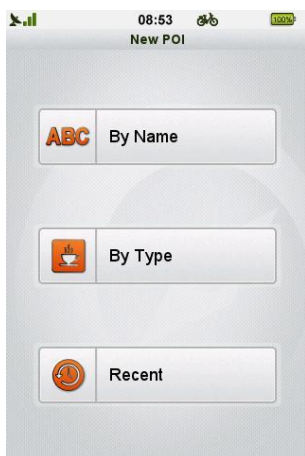 08:53
100%
New POI
ABC By Name
By Type
Recent